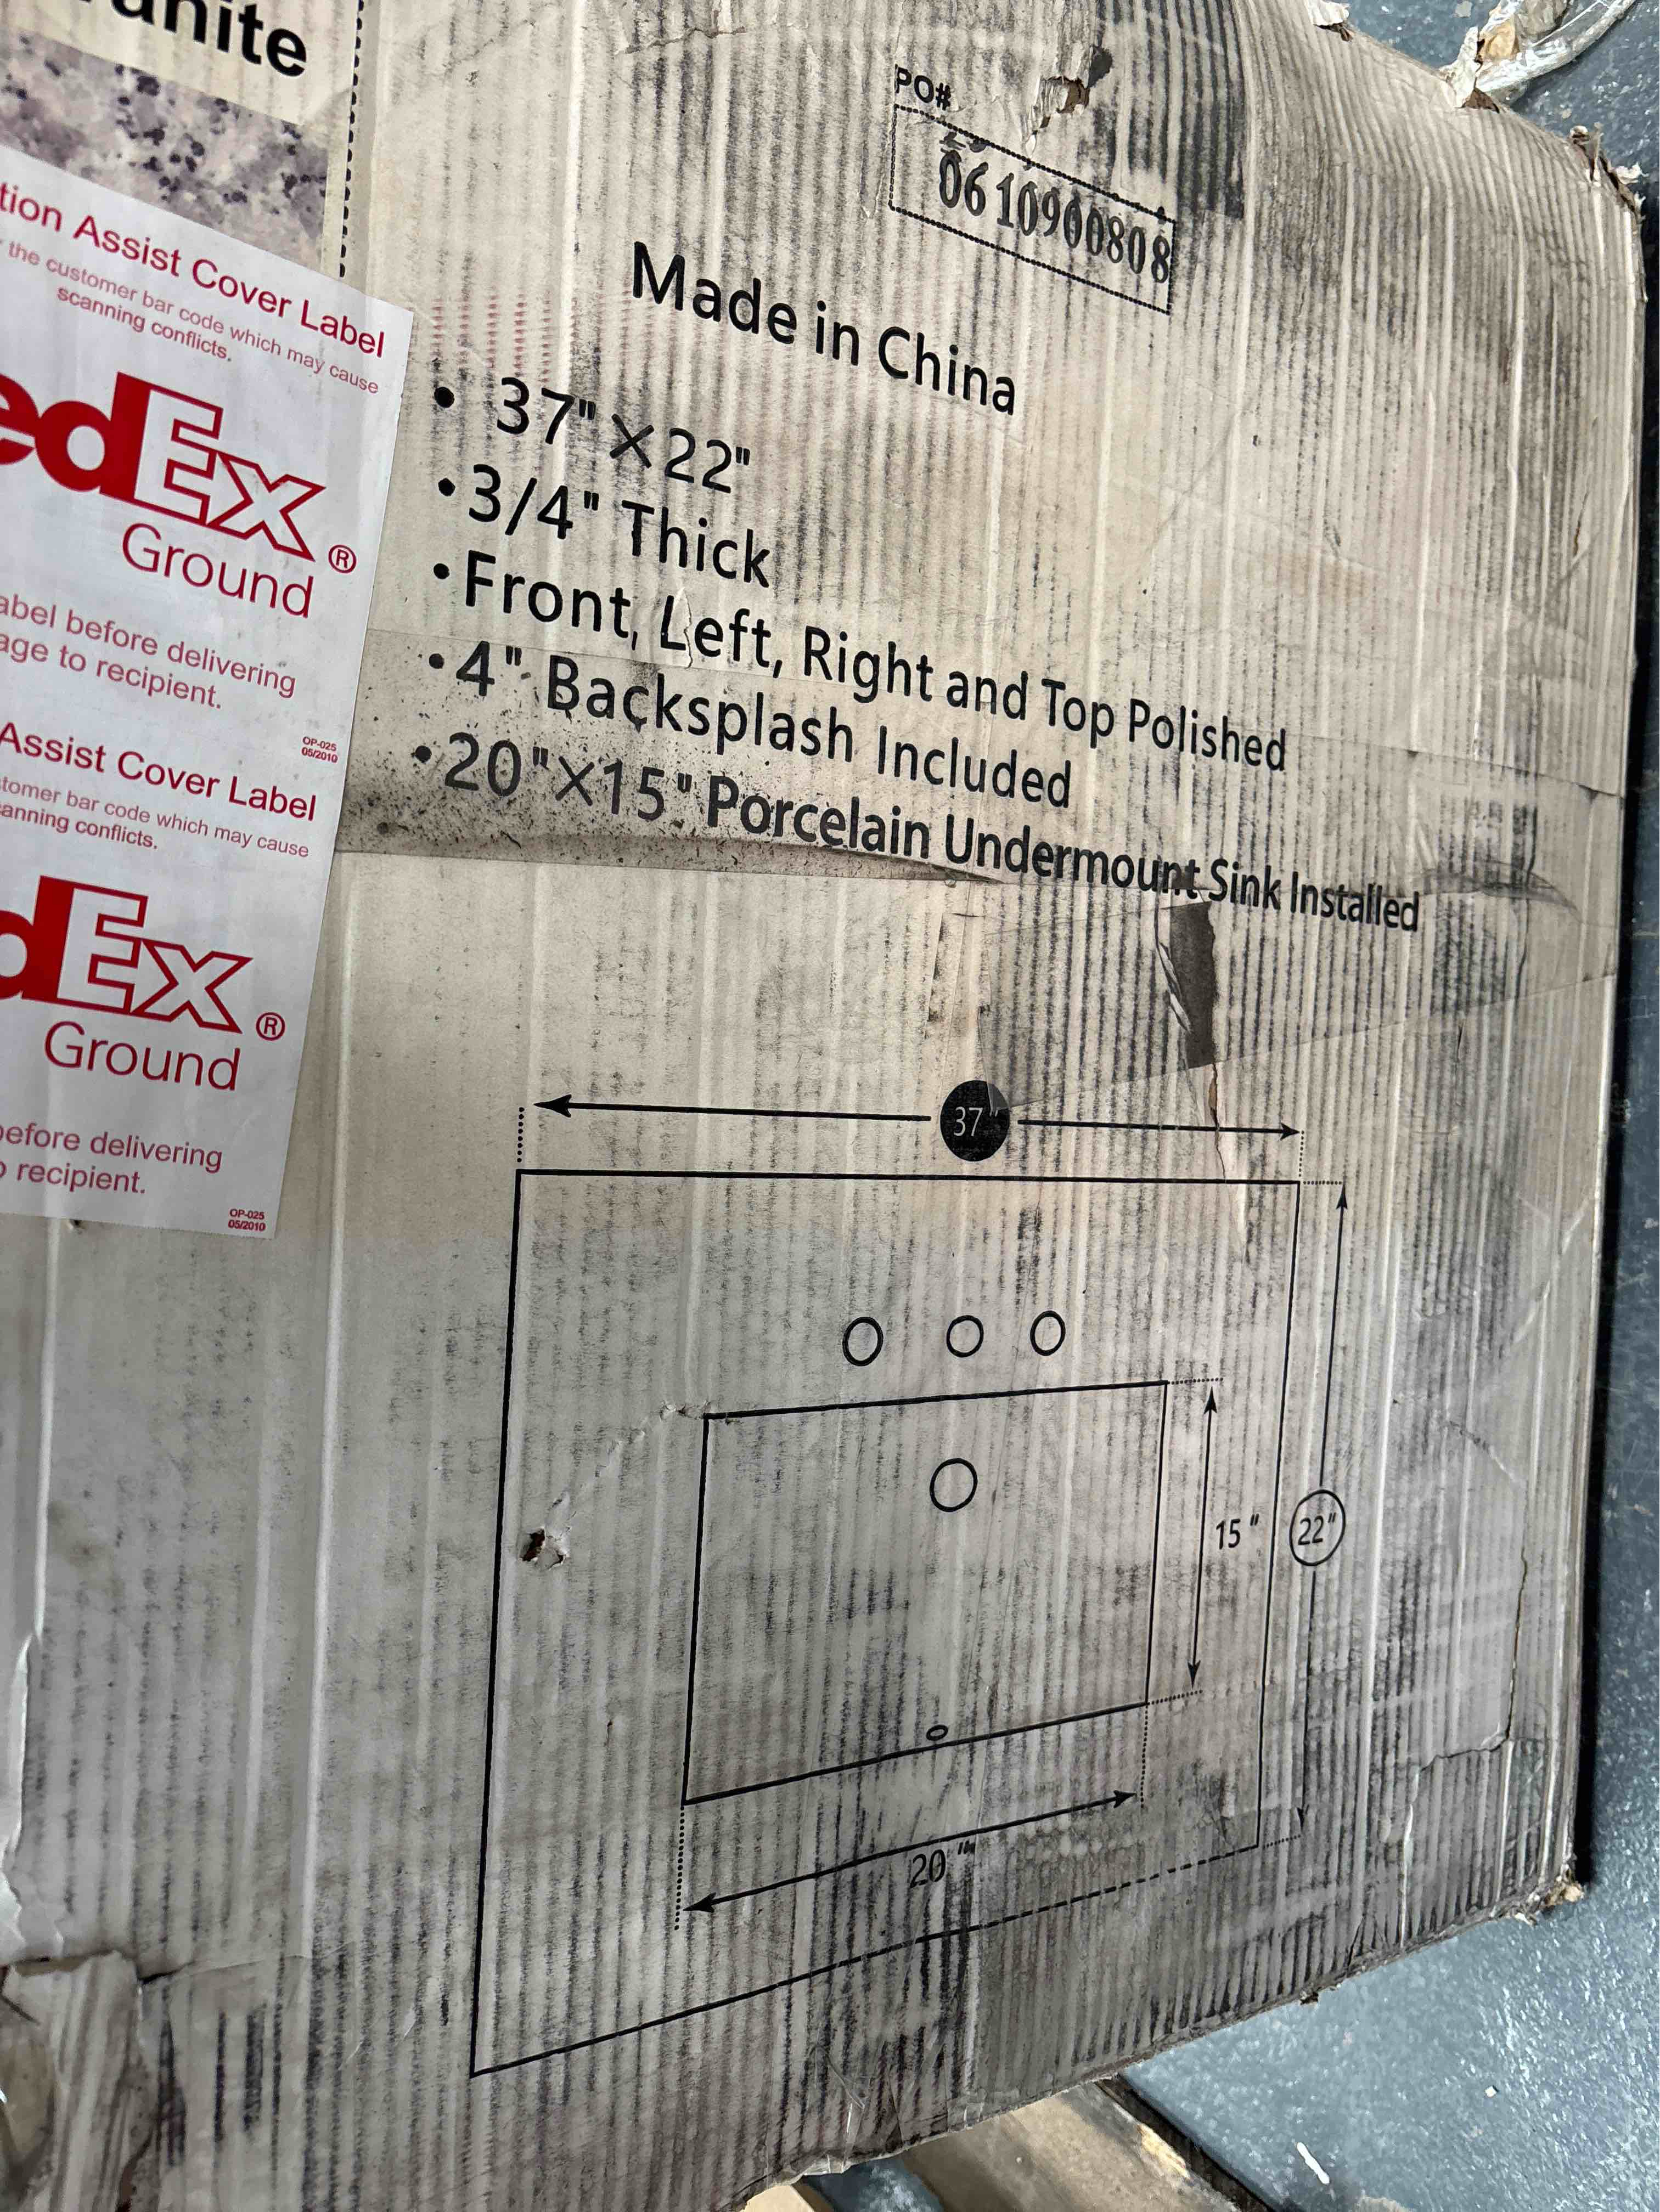 anite
PO#
0610900808
Made in China
• 37"×22"
• 3/4" Thick
• Front, Left, Right and Top Polished
• 4" Backsplash Included
• 20"×15" Porcelain Undermount Sink Installed
tion Assist Cover Label
the customer bar code which may cause
scanning conflicts.
edEx®
Ground
abel before delivering
age to recipient.
OP-025
05/2010
Assist Cover Label
tomer bar code which may cause
anning conflicts.
dEx®
Ground
before delivering
o recipient.
OP-025
05/2010
37"
15"
22"
20"